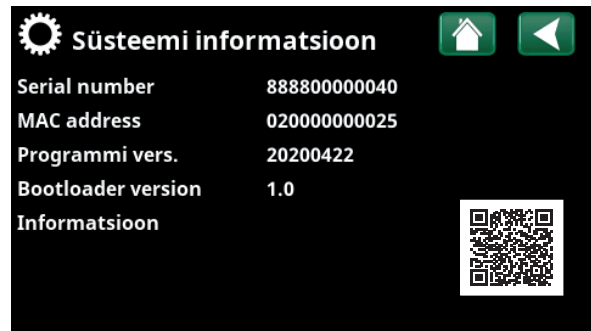 Süsteemi informatsioon
Serial number 888800000040
MAC address 020000000025
Programmi vers. 20200422
Bootloader version 1.0
Informatsioon